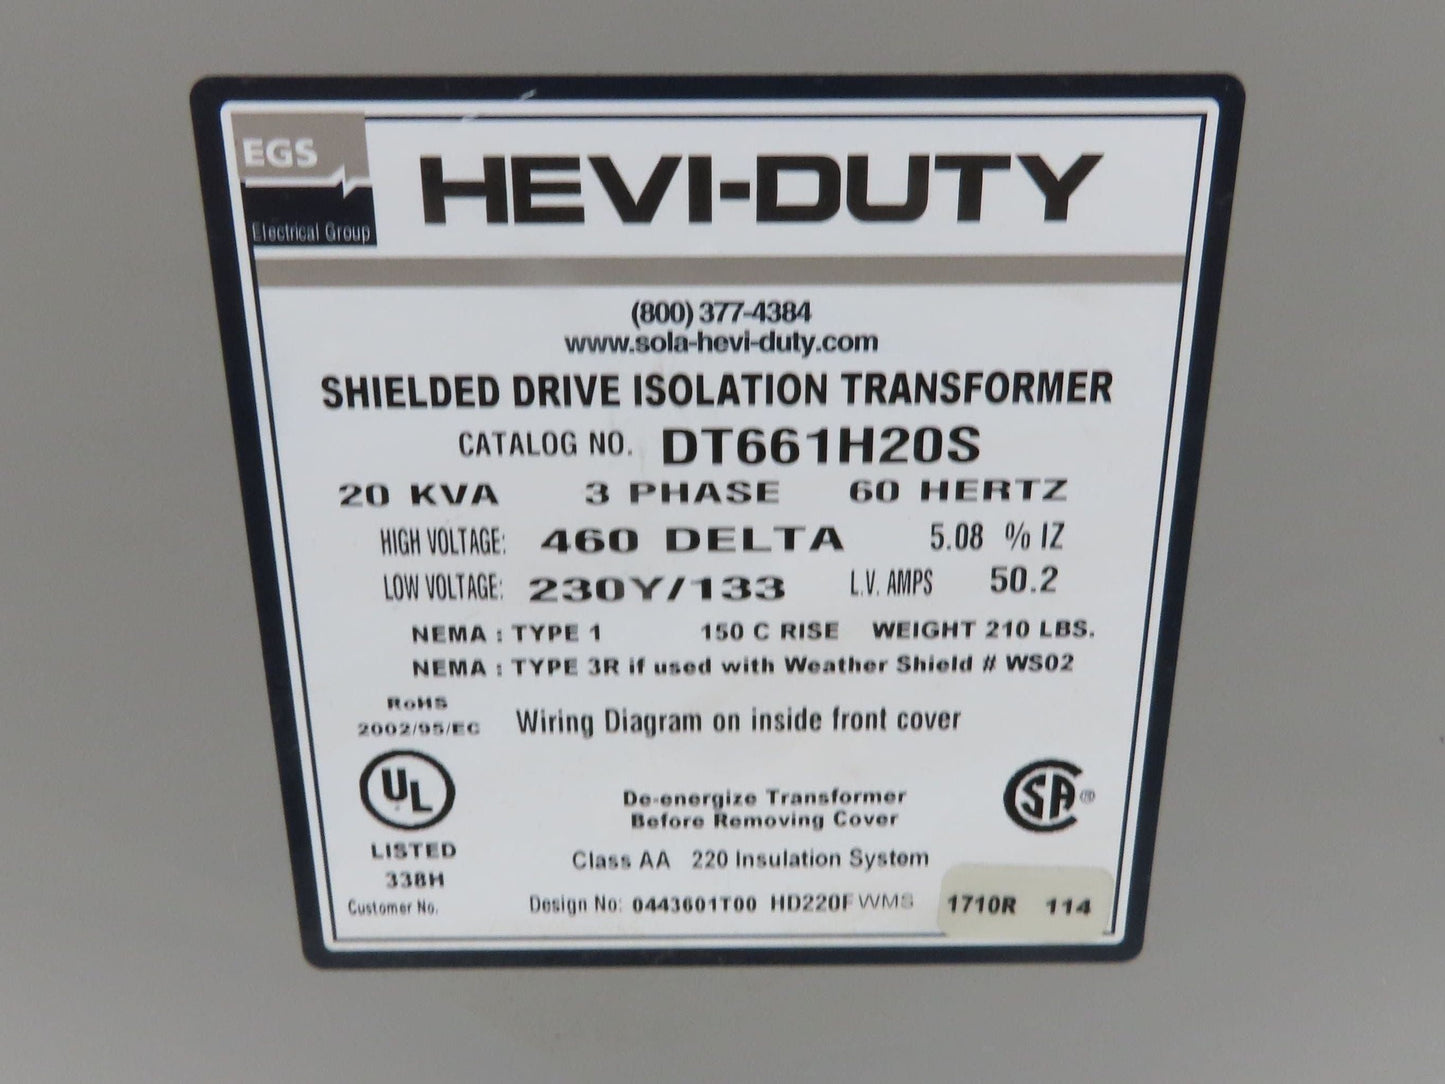 EGS
Electrical Group
HEVI-DUTY
(800) 377-4384
www.sola-hevi-duty.com
SHIELDED DRIVE ISOLATION TRANSFORMER
CATALOG NO. DT661H20S
20 KVA 3 PHASE 60 HERTZ
HIGH VOLTAGE: 460 DELTA 5.08 % IZ
LOW VOLTAGE: 230Y/133 L.V. AMPS 50.2
NEMA : TYPE 1 150 C RISE WEIGHT 210 LBS.
NEMA : TYPE 3R if used with Weather Shield # WS02
RoHS
2002/95/EC
Wiring Diagram on inside front cover
UL
LISTED
338H
De-energize Transformer
Before Removing Cover
SA ®
Class AA 220 Insulation System
Customer No.
Design No: 0443601T00 HD220FWMS 1710R 114